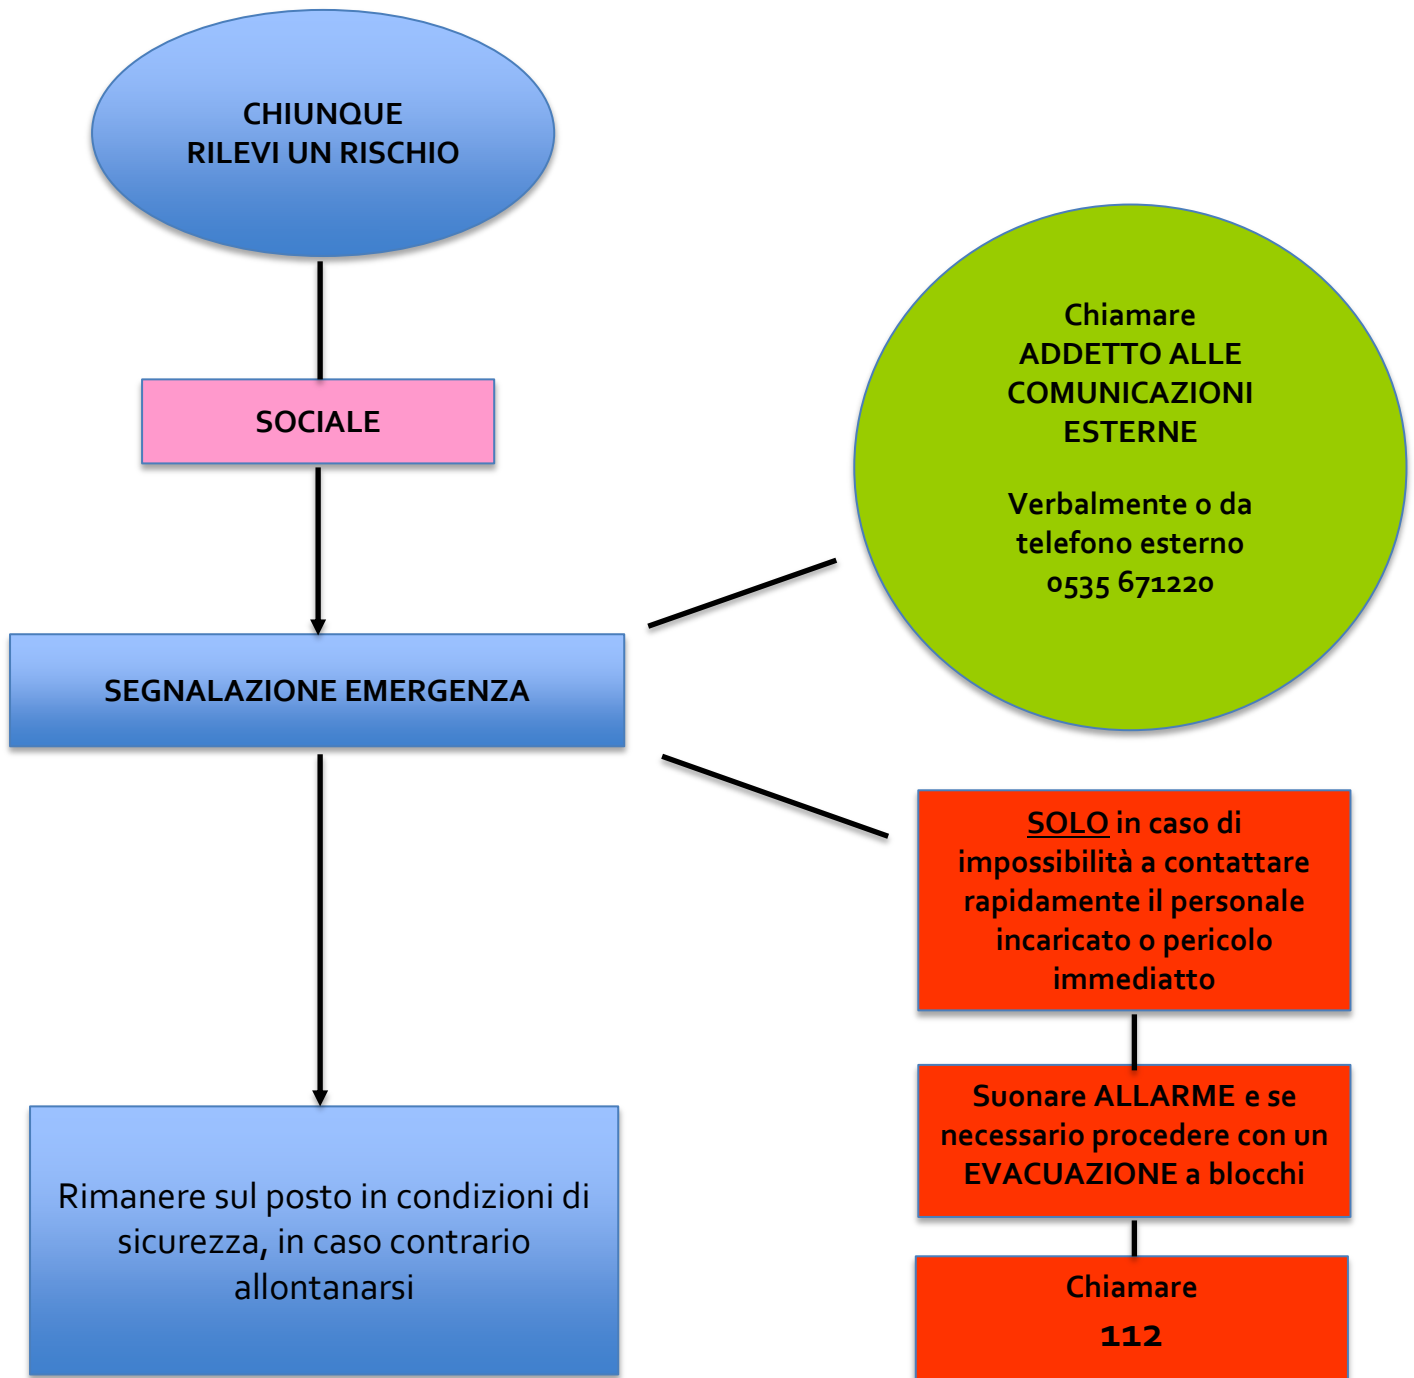 CHIUNQUE
RILEVI UN RISCHIO
SOCIALE
SEGNALAZIONE EMERGENZA
Rimanere sul posto in condizioni di
sicurezza, in caso contrario
allontanarsi
Chiamare
ADDETTO ALLE
COMUNICAZIONI
ESTERNE
Verbalmente o da
telefono esterno
0535 671220
SOLO in caso di
impossibilità a contattare
rapidamente il personale
incaricato o pericolo
immediatto
Suonare ALLARME e se
necessario procedere con un
EVACUAZIONE a blocchi
Chiamare
112